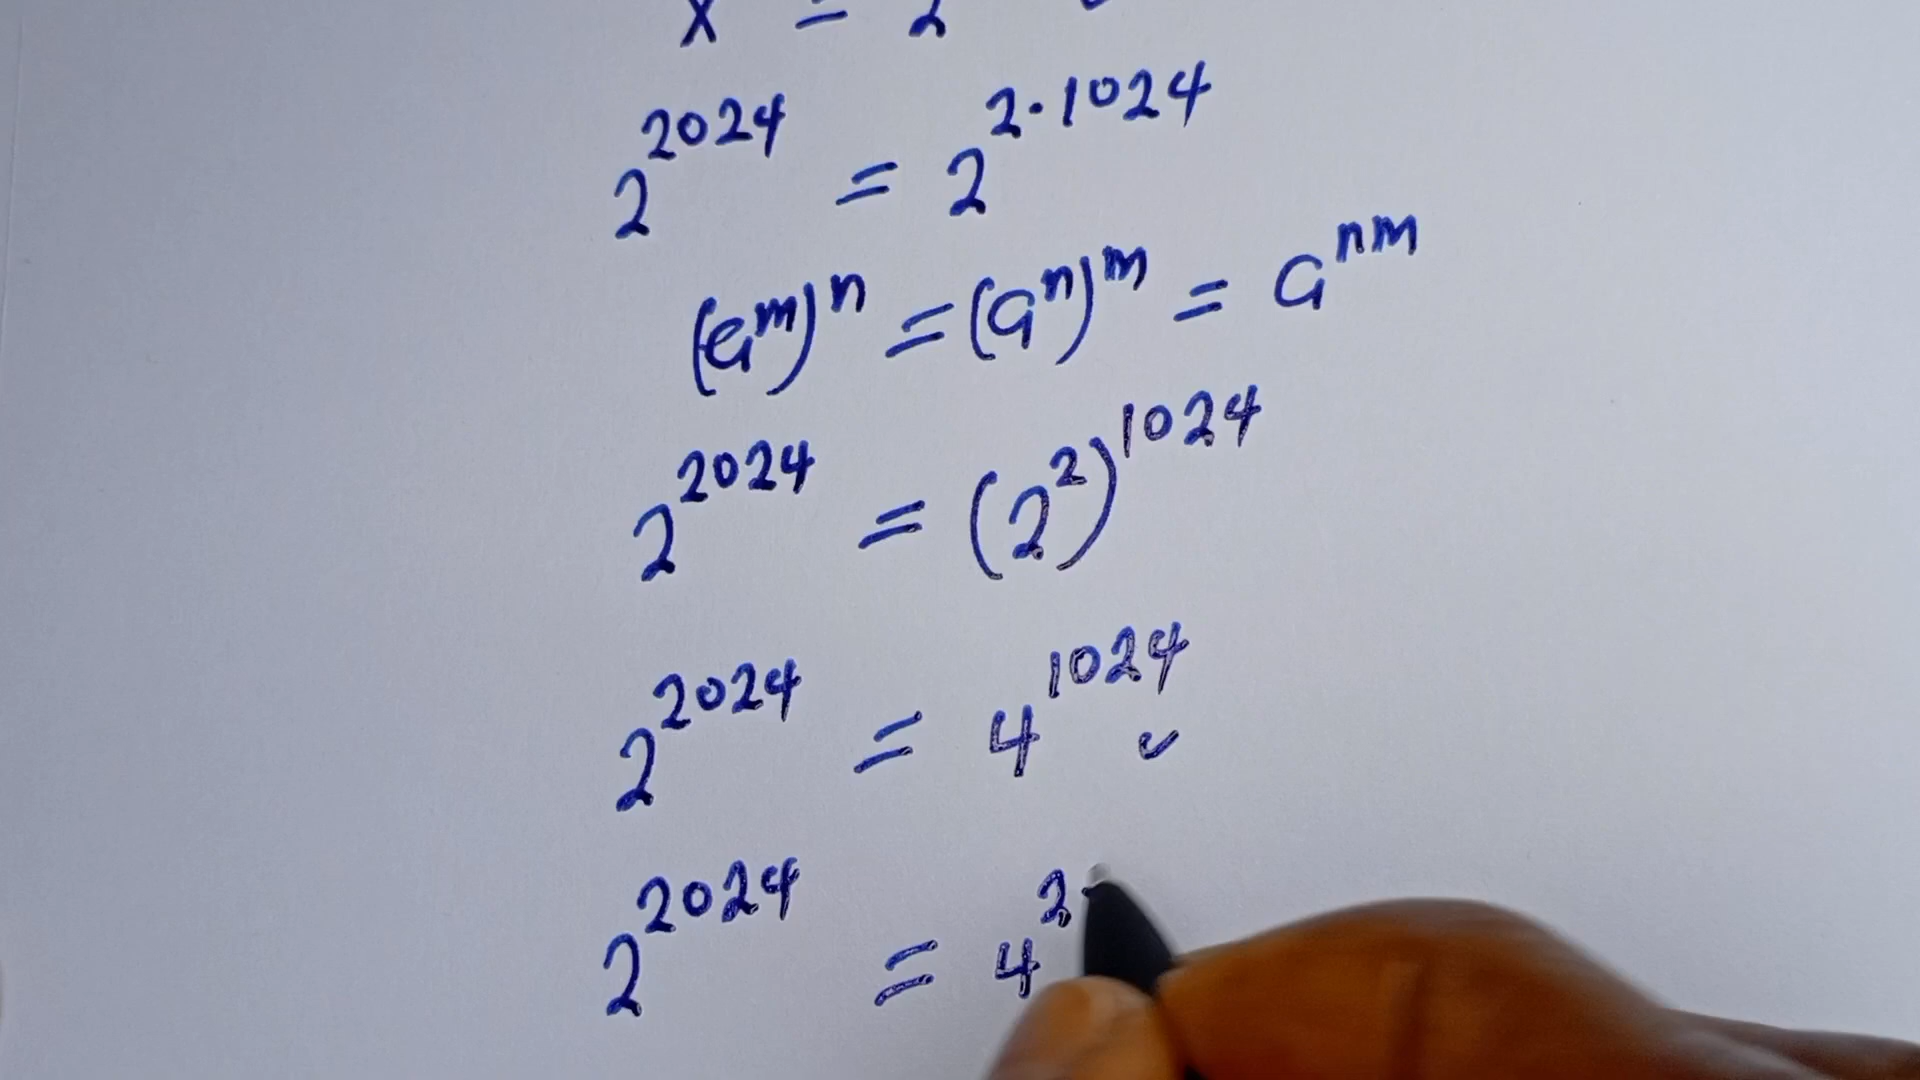 x = 2
2^2024 = 2^2·1024
(a^m)^n = (a^n)^m = a^nm
2^2024 = (2^2)^1024
2^2024 = 4^1024 ✓
2^2024 = 4^2·